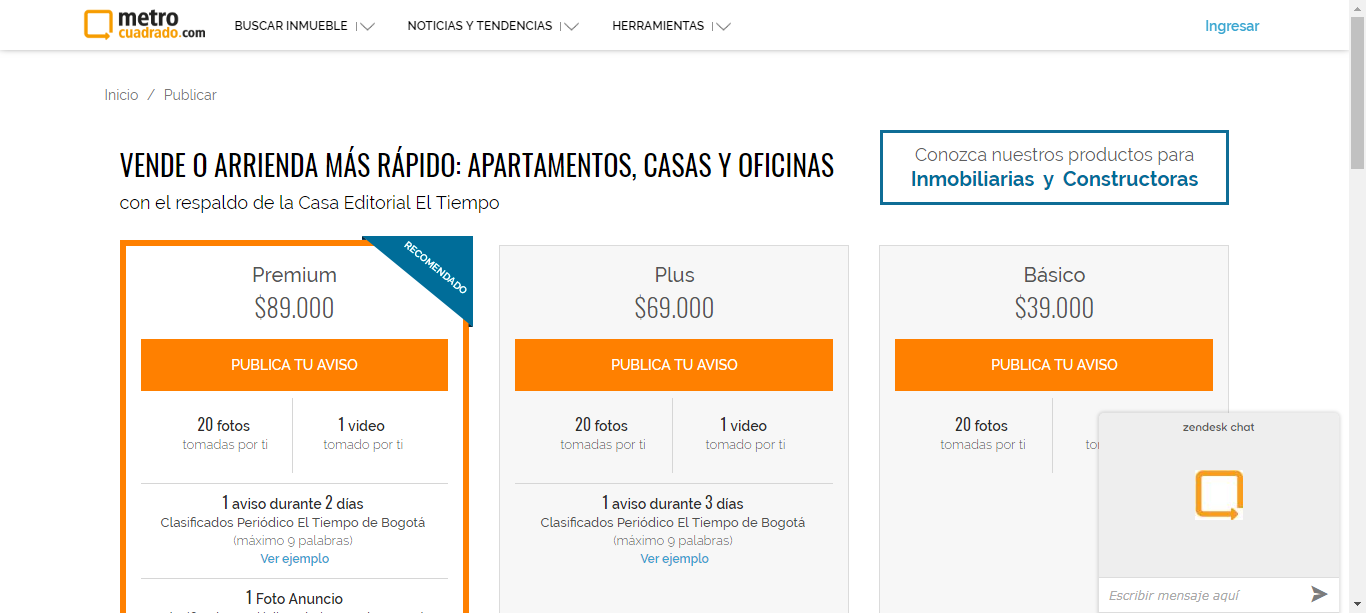 metro
cuadrado.com
BUSCAR INMUEBLE
NOTICIAS Y TENDENCIAS
HERRAMIENTAS
Ingresar
Inicio / Publicar
VENDE O ARRIENDA MÁS RÁPIDO: APARTAMENTOS, CASAS Y OFICINAS
con el respaldo de la Casa Editorial El Tiempo
Conozca nuestros productos para
Inmobiliarias y Constructoras
RECOMENDADO
Premium
$89.000
PUBLICA TU AVISO
20 fotos
tomadas por ti
1 video
tomado por ti
1 aviso durante 2 días
Clasificados Periódico El Tiempo de Bogotá
(máximo 9 palabras)
Ver ejemplo
1 Foto Anuncio
Plus
$69.000
PUBLICA TU AVISO
20 fotos
tomadas por ti
1 video
tomado por ti
1 aviso durante 3 días
Clasificados Periódico El Tiempo de Bogotá
(máximo 9 palabras)
Ver ejemplo
Básico
$39.000
PUBLICA TU AVISO
20 fotos
tomadas por ti
zendesk chat
Escribir mensaje aquí